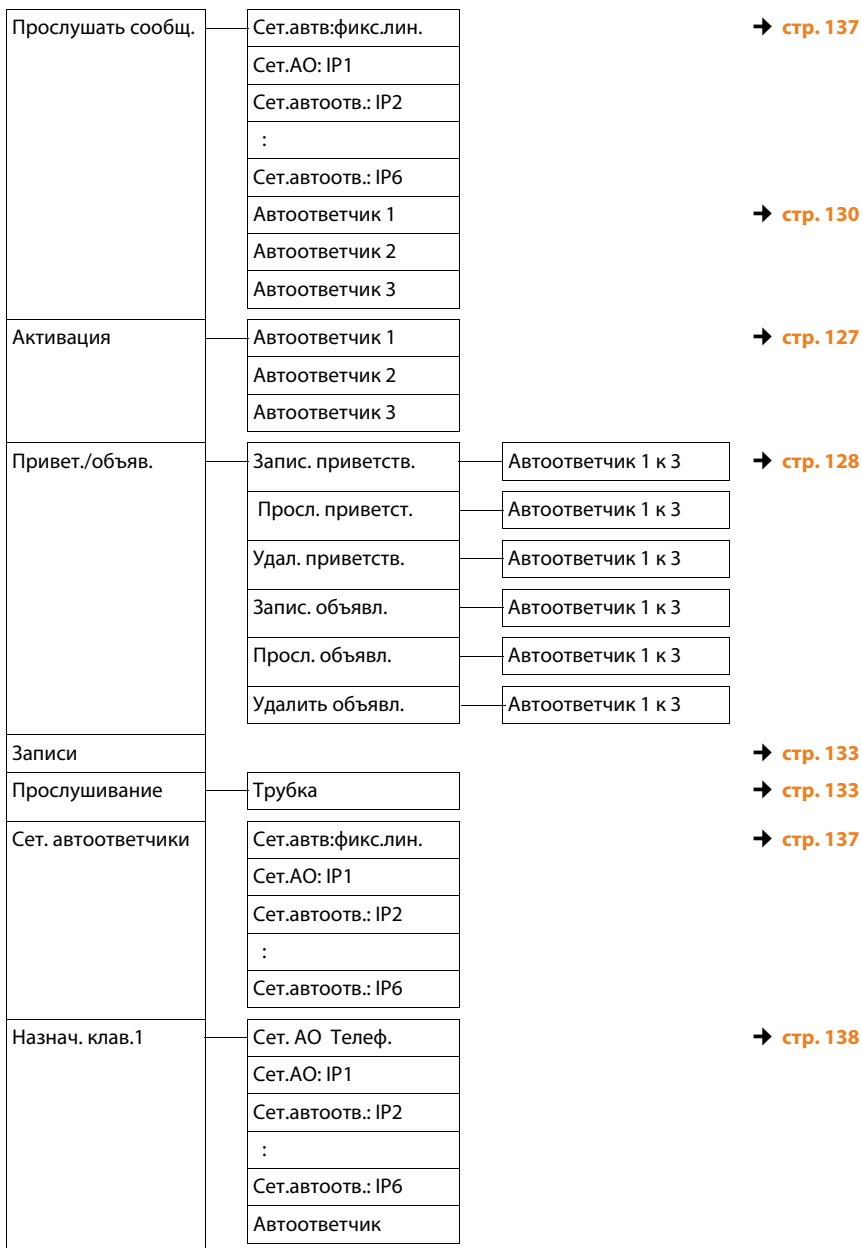 Прослушать сообщ. Сет.автв:фикс.лин. ➔ стр. 137
Сет.АО: IP1
Сет.автоотв.: IP2
:
Сет.автоотв.: IP6
Автоответчик 1 ➔ стр. 130
Автоответчик 2
Автоответчик 3
Активация Автоответчик 1 ➔ стр. 127
Автоответчик 2
Автоответчик 3
Привет./объяв. Запис. приветств. Автоответчик 1 к 3 ➔ стр. 128
Просл. приветст. Автоответчик 1 к 3
Удал. приветств. Автоответчик 1 к 3
Запис. объявл. Автоответчик 1 к 3
Просл. объявл. Автоответчик 1 к 3
Удалить объявл. Автоответчик 1 к 3
Записи ➔ стр. 133
Прослушивание Трубка ➔ стр. 133
Сет. автоответчики Сет.автв:фикс.лин. ➔ стр. 137
Сет.АО: IP1
Сет.автоотв.: IP2
:
Сет.автоотв.: IP6
Назнач. клав.1 Сет. АО Телеф. ➔ стр. 138
Сет.АО: IP1
Сет.автоотв.: IP2
:
Сет.автоотв.: IP6
Автоответчик